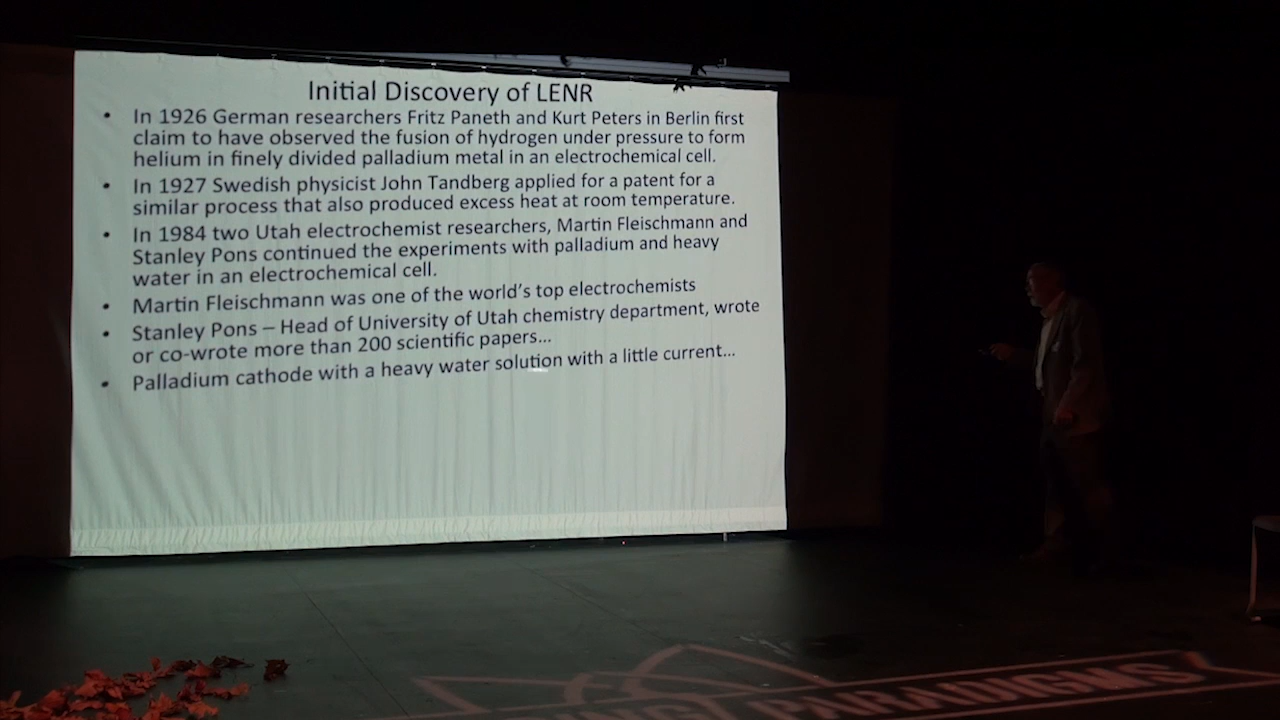 Initial Discovery of LENR
• In 1926 German researchers Fritz Paneth and Kurt Peters in Berlin first
claim to have observed the fusion of hydrogen under pressure to form
helium in finely divided palladium metal in an electrochemical cell.
• In 1927 Swedish physicist John Tandberg applied for a patent for a
similar process that also produced excess heat at room temperature.
• In 1984 two Utah electrochemist researchers, Martin Fleischmann and
Stanley Pons continued the experiments with palladium and heavy
water in an electrochemical cell.
• Martin Fleischmann was one of the world's top electrochemists
• Stanley Pons – Head of University of Utah chemistry department, wrote
or co-wrote more than 200 scientific papers…
• Palladium cathode with a heavy water solution with a little current…
PARADIGMS